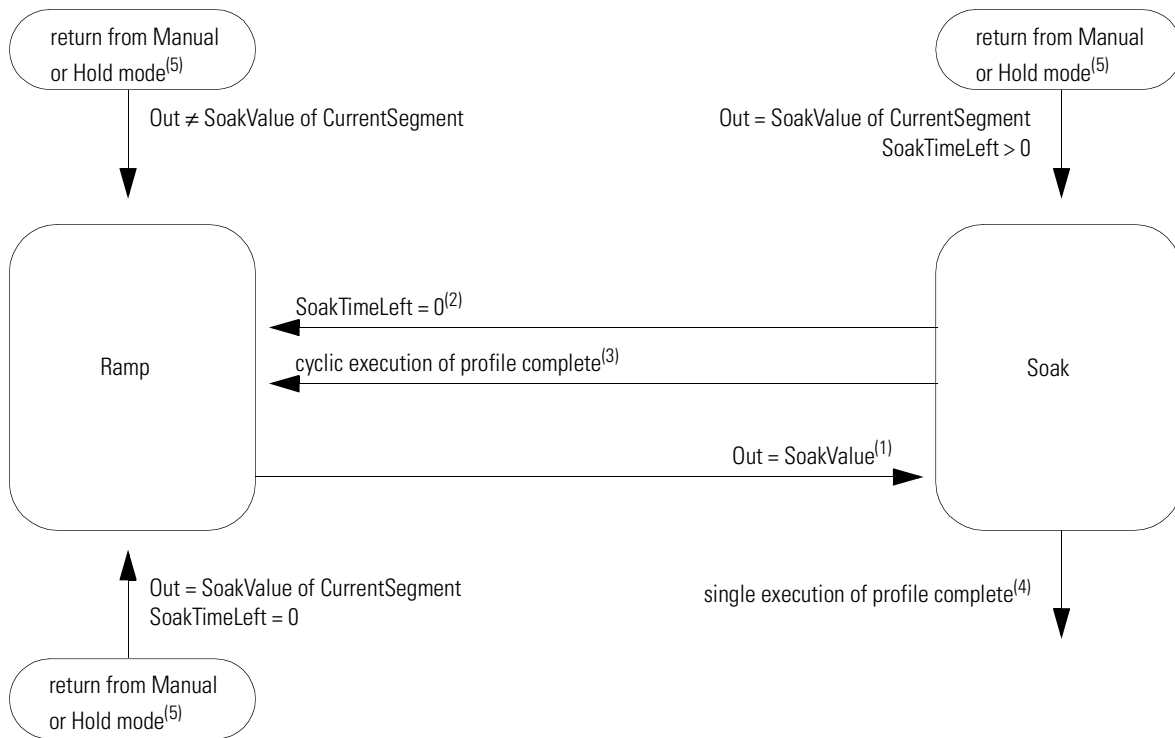 return from Manual
or Hold mode(5)
return from Manual
or Hold mode(5)
Out ≠ SoakValue of CurrentSegment
Out = SoakValue of CurrentSegment
SoakTimeLeft > 0
SoakTimeLeft = 0(2)
Ramp
cyclic execution of profile complete(3)
Soak
Out = SoakValue(1)
Out = SoakValue of CurrentSegment
SoakTimeLeft = 0
single execution of profile complete(4)
return from Manual
or Hold mode(5)